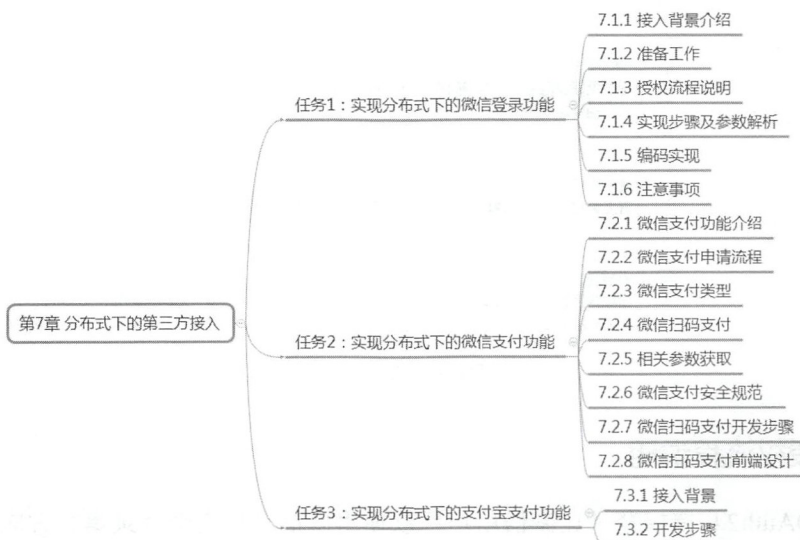 第7章 分布式下的第三方接入
任务1：实现分布式下的微信登录功能
7.1.1 接入背景介绍
7.1.2 准备工作
7.1.3 授权流程说明
7.1.4 实现步骤及参数解析
7.1.5 编码实现
7.1.6 注意事项
任务2：实现分布式下的微信支付功能
7.2.1 微信支付功能介绍
7.2.2 微信支付申请流程
7.2.3 微信支付类型
7.2.4 微信扫码支付
7.2.5 相关参数获取
7.2.6 微信支付安全规范
7.2.7 微信扫码支付开发步骤
7.2.8 微信扫码支付前端设计
任务3：实现分布式下的支付宝支付功能
7.3.1 接入背景
7.3.2 开发步骤